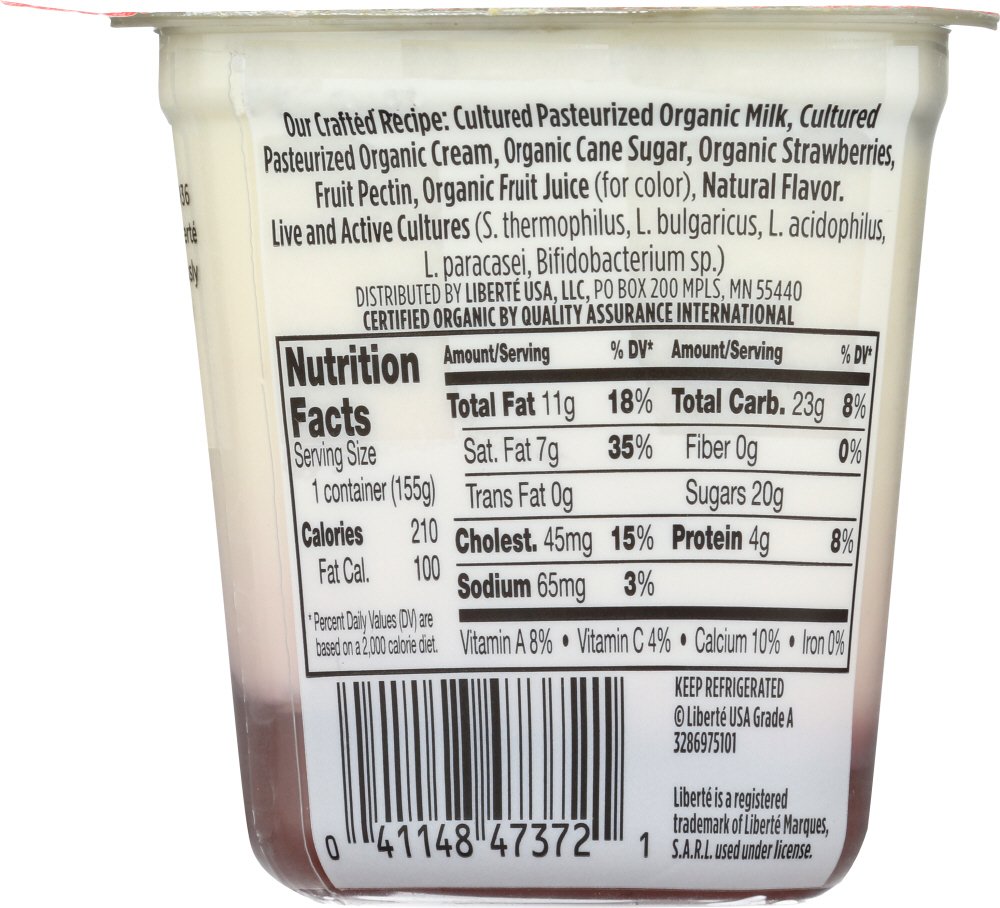 Our Crafted Recipe: Cultured Pasteurized Organic Milk, Cultured
Pasteurized Organic Cream, Organic Cane Sugar, Organic Strawberries,
Fruit Pectin, Organic Fruit Juice (for color), Natural Flavor.
Live and Active Cultures (S. thermophilus, L. bulgaricus, L. acidophilus,
L. paracasei, Bifidobacterium sp.)
DISTRIBUTED BY LIBERTÉ USA, LLC, PO BOX 200 MPLS, MN 55440
CERTIFIED ORGANIC BY QUALITY ASSURANCE INTERNATIONAL
Nutrition
Facts
Serving Size
1 container (155g)
Calories 210
Fat Cal. 100
* Percent Daily Values (DV) are
based on a 2,000 calorie diet.
Amount/Serving % DV* Amount/Serving % DV*
Total Fat 11g 18% Total Carb. 23g 8%
Sat. Fat 7g 35% Fiber 0g 0%
Trans Fat 0g Sugars 20g
Cholest. 45mg 15% Protein 4g 8%
Sodium 65mg 3%
Vitamin A 8% • Vitamin C 4% • Calcium 10% • Iron 0%
KEEP REFRIGERATED
© Liberté USA Grade A
3286975101
Liberté is a registered
trademark of Liberté Marques,
S.A.R.L. used under license.
0 41148 47372 1